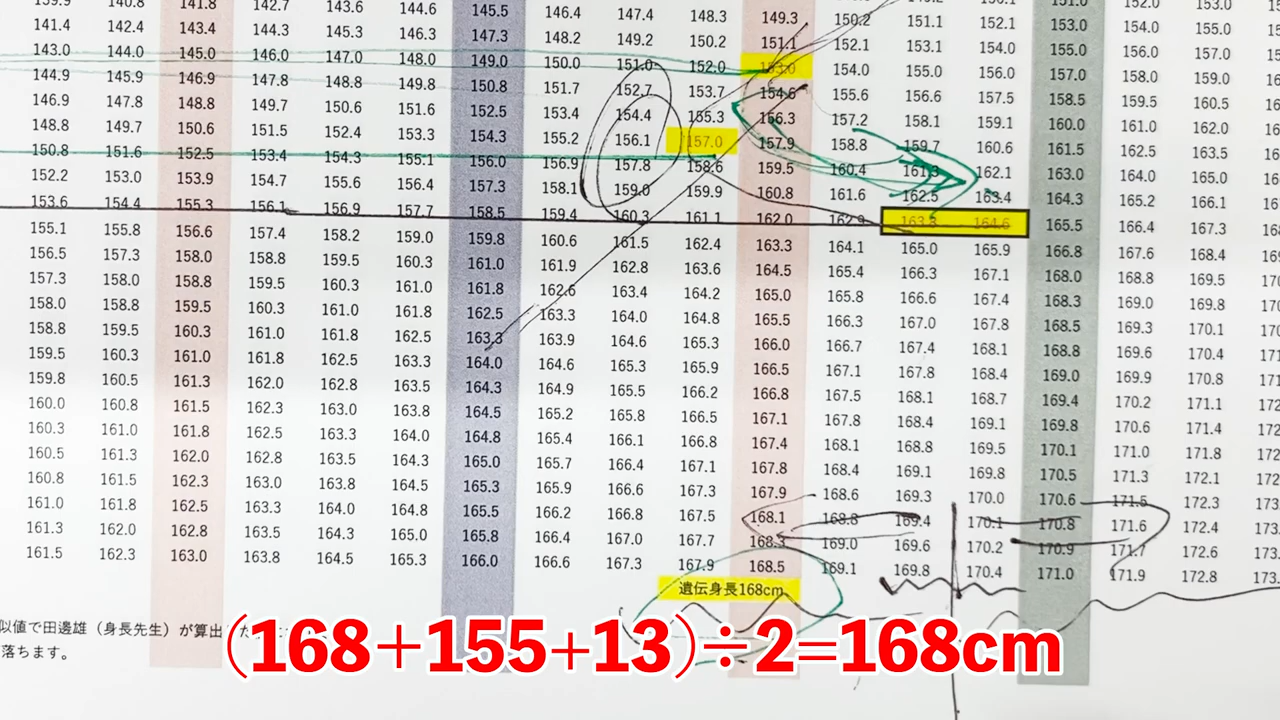 151.0 152.0 153.0
139.9 140.8 141.8 142.7 143.6 144.6 145.5 146.4 147.4 148.3 149.3 150.2 151.1 152.1 153.0 154.0 155.0
141.4 142.4 143.4 144.3 145.3 146.3 147.3 148.2 149.2 150.2 151.1 152.1 153.1 154.0 155.0 156.0 157.0
143.0 144.0 145.0 146.0 147.0 148.0 149.0 150.0 151.0 152.0 153.0 154.0 155.0 156.0 157.0 158.0 159.0
144.9 145.9 146.9 147.8 148.8 149.8 150.8 151.7 152.7 153.7 154.6 155.6 156.6 157.5 158.5 159.5 160.5
146.9 147.8 148.8 149.7 150.6 151.6 152.5 153.4 154.4 155.3 156.3 157.2 158.1 159.1 160.0 161.0 162.0
148.8 149.7 150.6 151.5 152.4 153.3 154.3 155.2 156.1 157.0 157.9 158.8 159.7 160.6 161.5 162.5 163.5
150.8 151.6 152.5 153.4 154.3 155.1 156.0 156.9 157.8 158.6 159.5 160.4 161.3 162.1 163.0 164.0 165.0
152.2 153.0 153.9 154.7 155.6 156.4 157.3 158.1 159.0 159.9 160.8 161.6 162.5 163.4 164.3 165.2 166.1
153.6 154.4 155.3 156.1 156.9 157.7 158.5 159.4 160.3 161.1 162.0 162.9 163.8 164.6 165.5 166.4 167.3
155.1 155.8 156.6 157.4 158.2 159.0 159.8 160.6 161.5 162.4 163.3 164.1 165.0 165.9 166.8 167.6 168.4
156.5 157.3 158.0 158.8 159.5 160.3 161.0 161.9 162.8 163.6 164.5 165.4 166.3 167.1 168.0 168.8 169.5
157.3 158.0 158.8 159.5 160.3 161.0 161.8 162.6 163.4 164.2 165.0 165.8 166.6 167.4 168.3 169.0 169.8
158.0 158.8 159.5 160.3 161.0 161.8 162.5 163.3 164.0 164.8 165.5 166.3 167.0 167.8 168.5 169.3 170.1
158.8 159.5 160.3 161.0 161.8 162.5 163.3 163.9 164.6 165.3 166.0 166.7 167.4 168.1 168.8 169.6 170.4
159.5 160.3 161.0 161.8 162.5 163.3 164.0 164.6 165.3 165.9 166.5 167.1 167.8 168.4 169.0 169.9 170.8
159.8 160.5 161.3 162.0 162.8 163.5 164.3 164.9 165.5 166.2 166.8 167.5 168.1 168.7 169.4 170.2 171.1
160.0 160.8 161.5 162.3 163.0 163.8 164.5 165.2 165.8 166.5 167.1 167.8 168.4 169.1 169.8 170.6 171.4
160.3 161.0 161.8 162.5 163.3 164.0 164.8 165.4 166.1 166.8 167.4 168.1 168.8 169.5 170.1 171.0 171.8
160.5 161.3 162.0 162.8 163.5 164.3 165.0 165.7 166.4 167.1 167.8 168.4 169.1 169.8 170.5 171.3 172.1
160.8 161.5 162.3 163.0 163.8 164.5 165.3 165.9 166.6 167.3 167.9 168.6 169.3 170.0 170.6 171.5 172.3
161.0 161.8 162.5 163.3 164.0 164.8 165.5 166.2 166.8 167.5 168.1 168.8 169.4 170.1 170.8 171.6 172.4
161.3 162.0 162.8 163.5 164.3 165.0 165.8 166.4 167.0 167.7 168.3 169.0 169.6 170.2 170.9 171.7 172.6
161.5 162.3 163.0 163.8 164.5 165.3 166.0 166.6 167.3 167.9 168.5 169.1 169.8 170.4 171.0 171.9 172.8
遺伝身長168cm
似値で田邊雄（身長先生）が算出
落ちます。
（168＋155+13）÷2=168cm